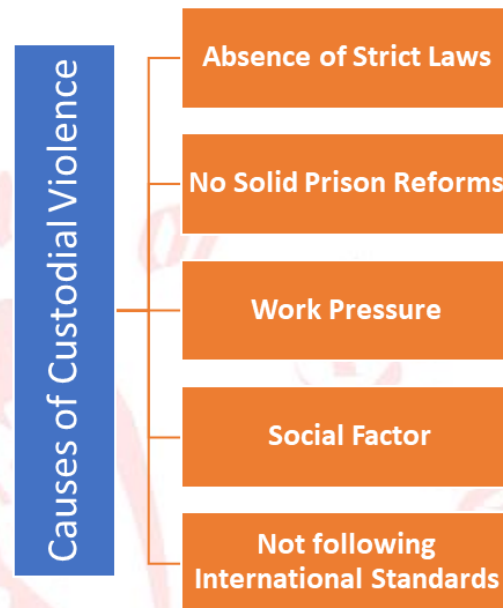 Causes of Custodial Violence
Absence of Strict Laws
No Solid Prison Reforms
Work Pressure
Social Factor
Not following
International Standards